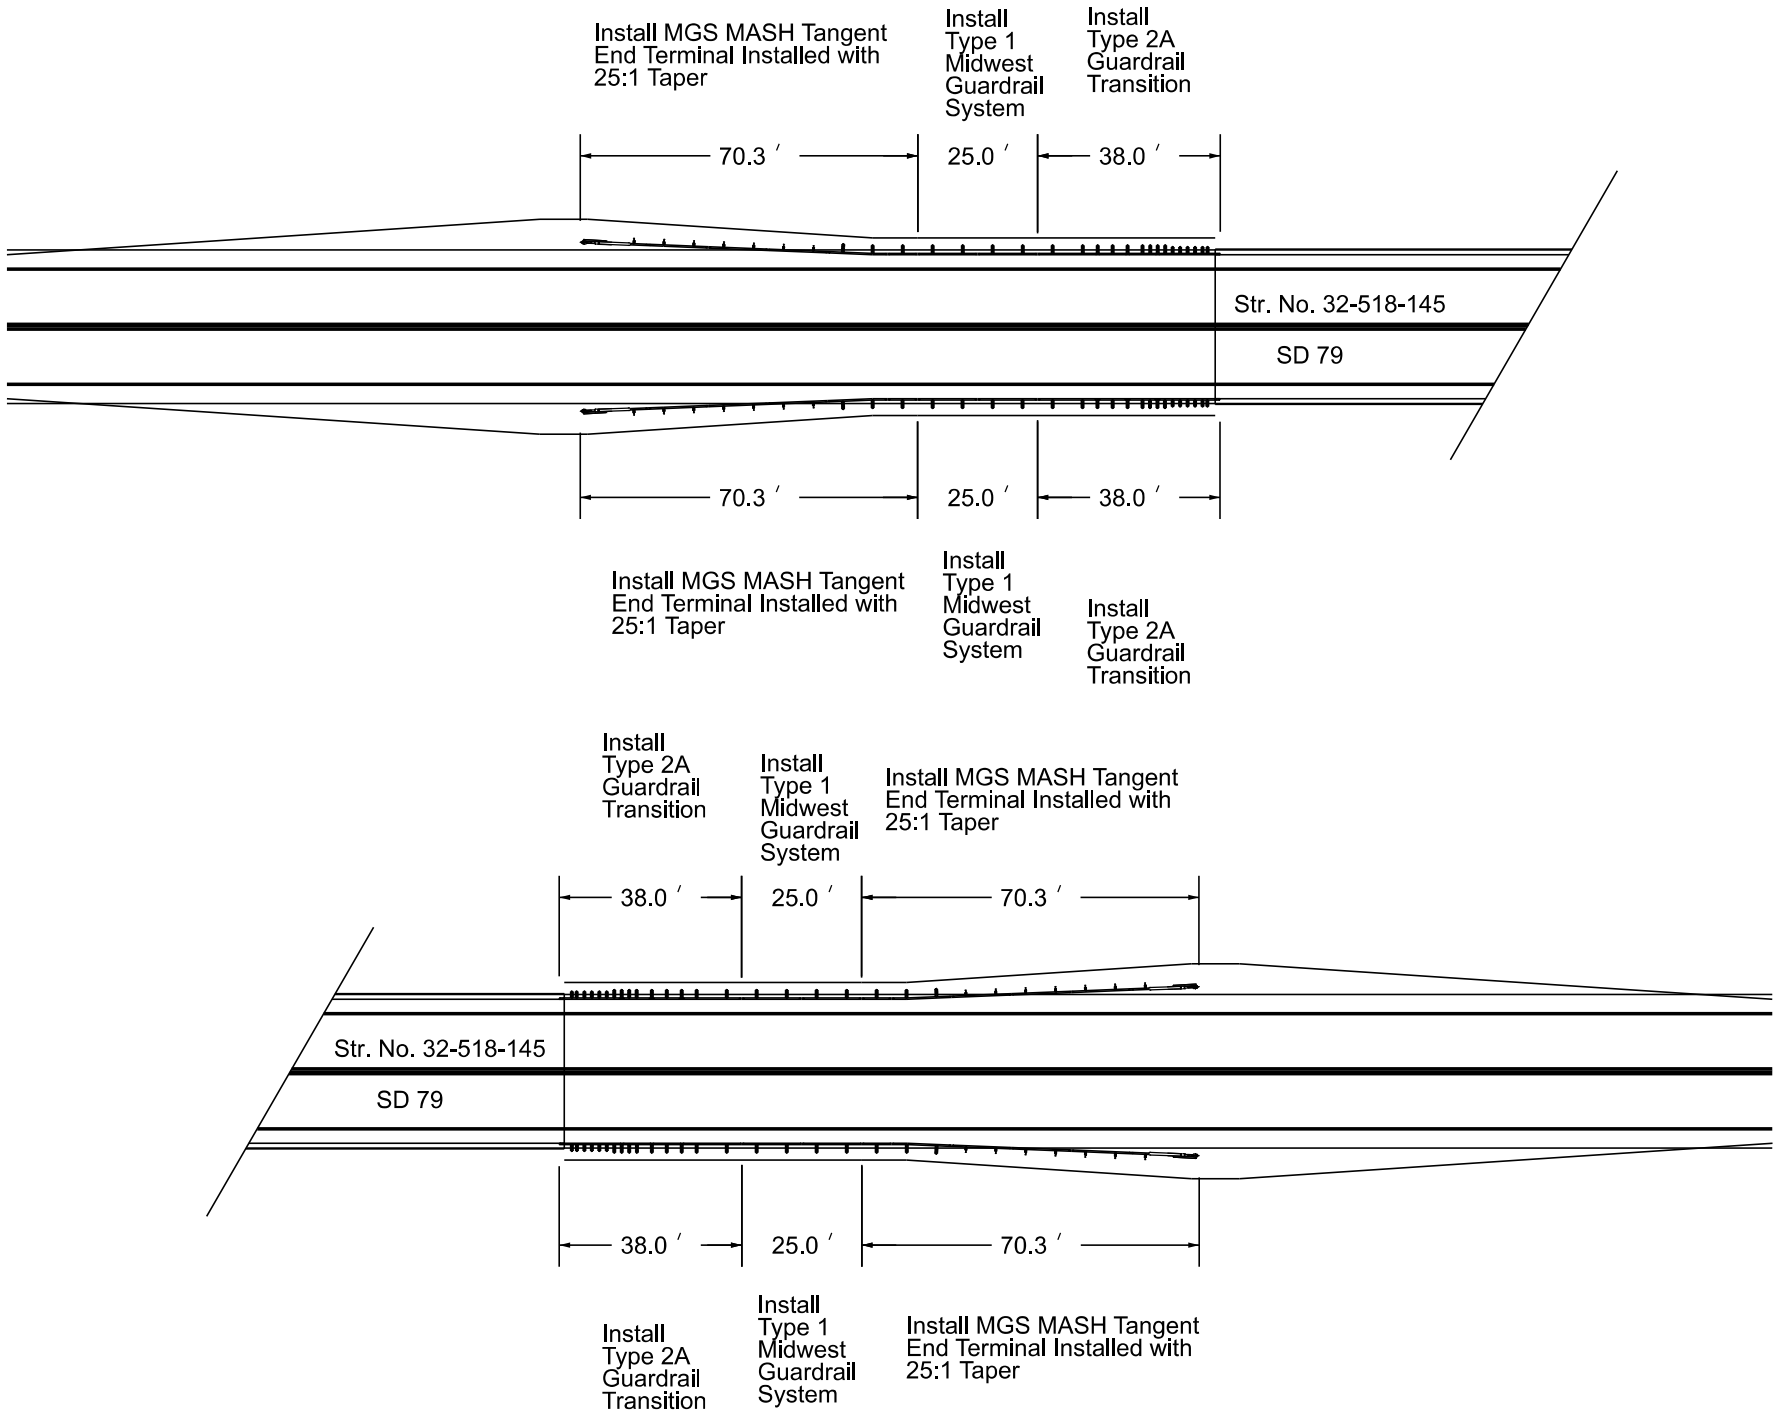 Install MGS MASH Tangent
End Terminal Installed with
25:1 Taper
Install
Type 1
Midwest
Guardrail
System
Install
Type 2A
Guardrail
Transition
70.3 ′
25.0 ′
38.0 ′
Str. No. 32-518-145
SD 79
70.3 ′
25.0 ′
38.0 ′
Install MGS MASH Tangent
End Terminal Installed with
25:1 Taper
Install
Type 1
Midwest
Guardrail
System
Install
Type 2A
Guardrail
Transition
Install
Type 2A
Guardrail
Transition
Install
Type 1
Midwest
Guardrail
System
Install MGS MASH Tangent
End Terminal Installed with
25:1 Taper
38.0 ′
25.0 ′
70.3 ′
Str. No. 32-518-145
SD 79
38.0 ′
25.0 ′
70.3 ′
Install
Type 2A
Guardrail
Transition
Install
Type 1
Midwest
Guardrail
System
Install MGS MASH Tangent
End Terminal Installed with
25:1 Taper